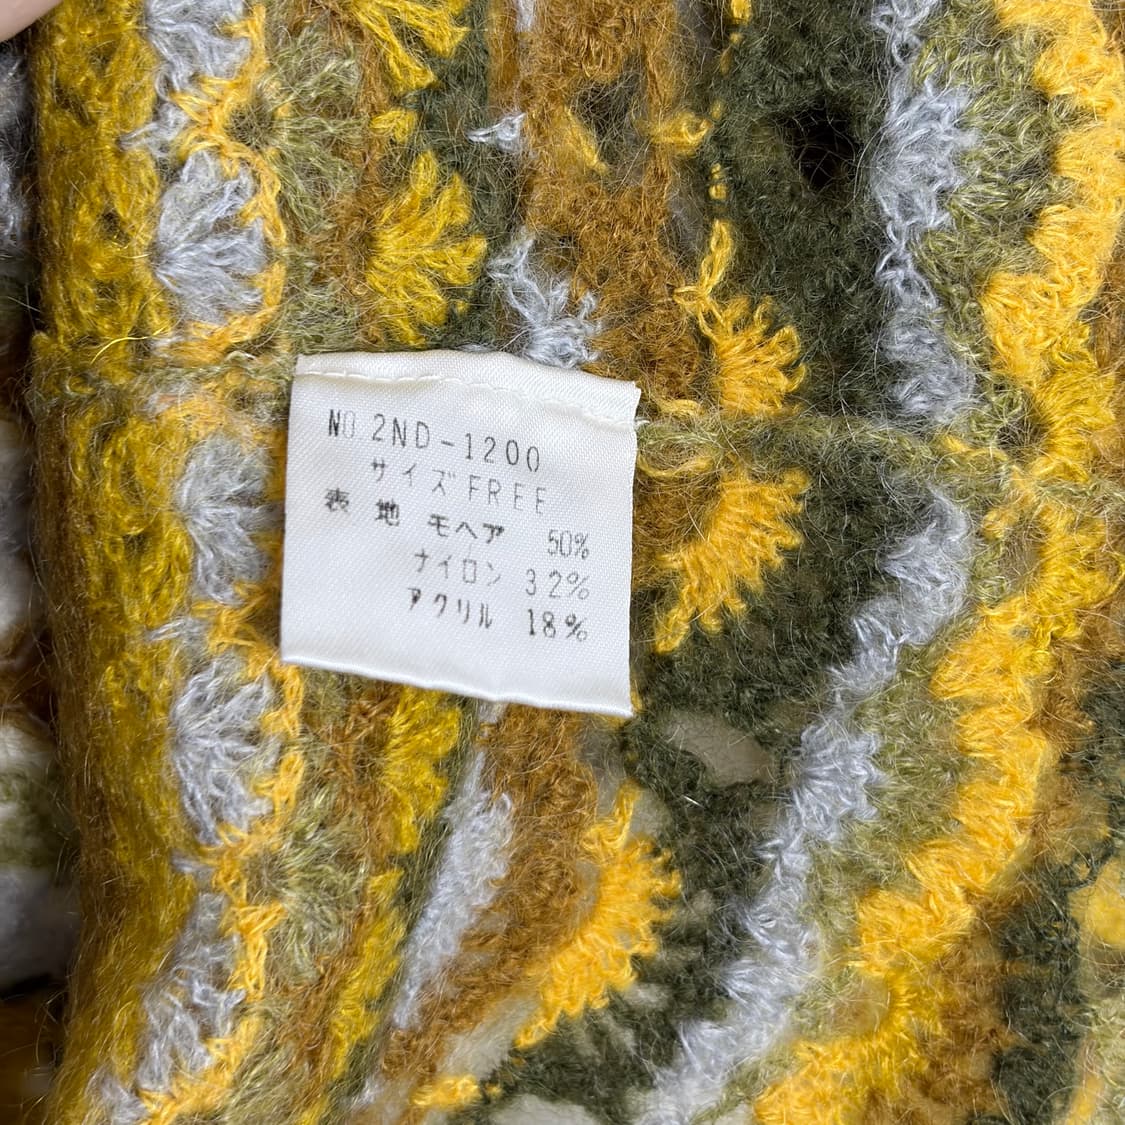 NO 2ND-1200
サイズFREE
表 地 モヘア 50%
ナイロン 32%
アクリル 18%